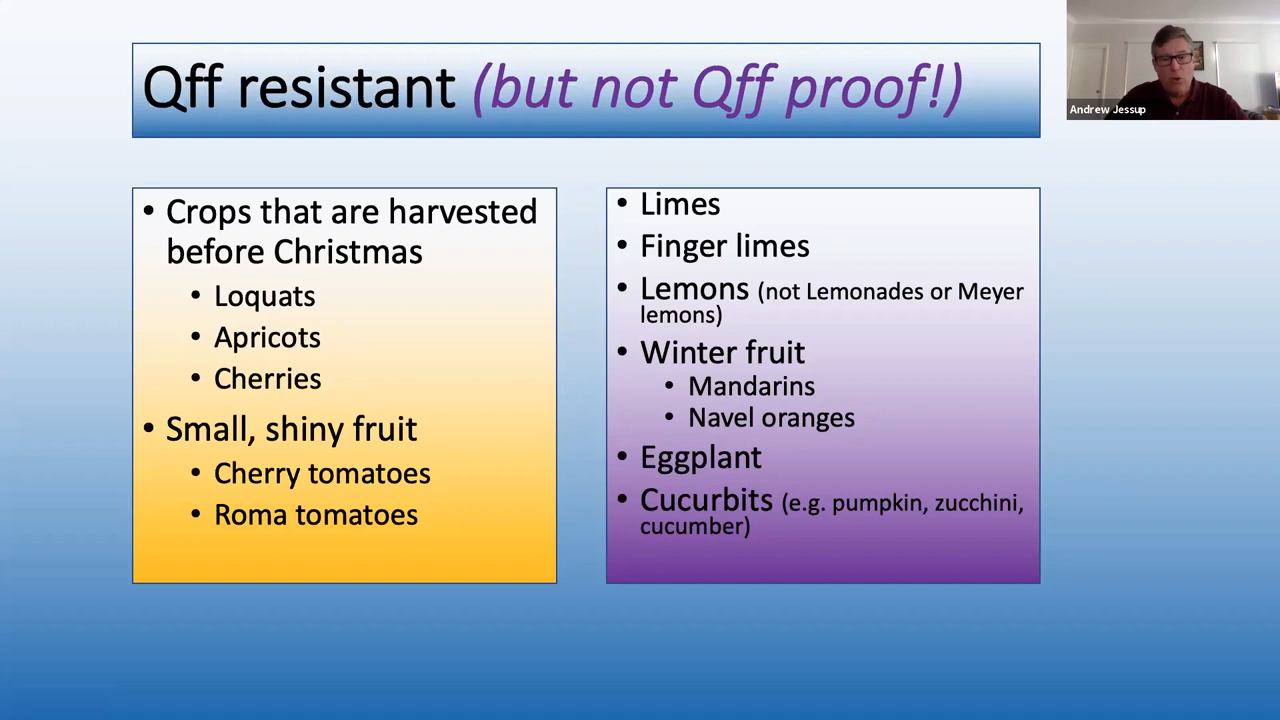 Qff resistant (but not Qff proof!)
Andrew Jessup
• Crops that are harvested
before Christmas
• Loquats
• Apricots
• Cherries
• Small, shiny fruit
• Cherry tomatoes
• Roma tomatoes
• Limes
• Finger limes
• Lemons (not Lemonades or Meyer
lemons)
• Winter fruit
• Mandarins
• Navel oranges
• Eggplant
• Cucurbits (e.g. pumpkin, zucchini,
cucumber)